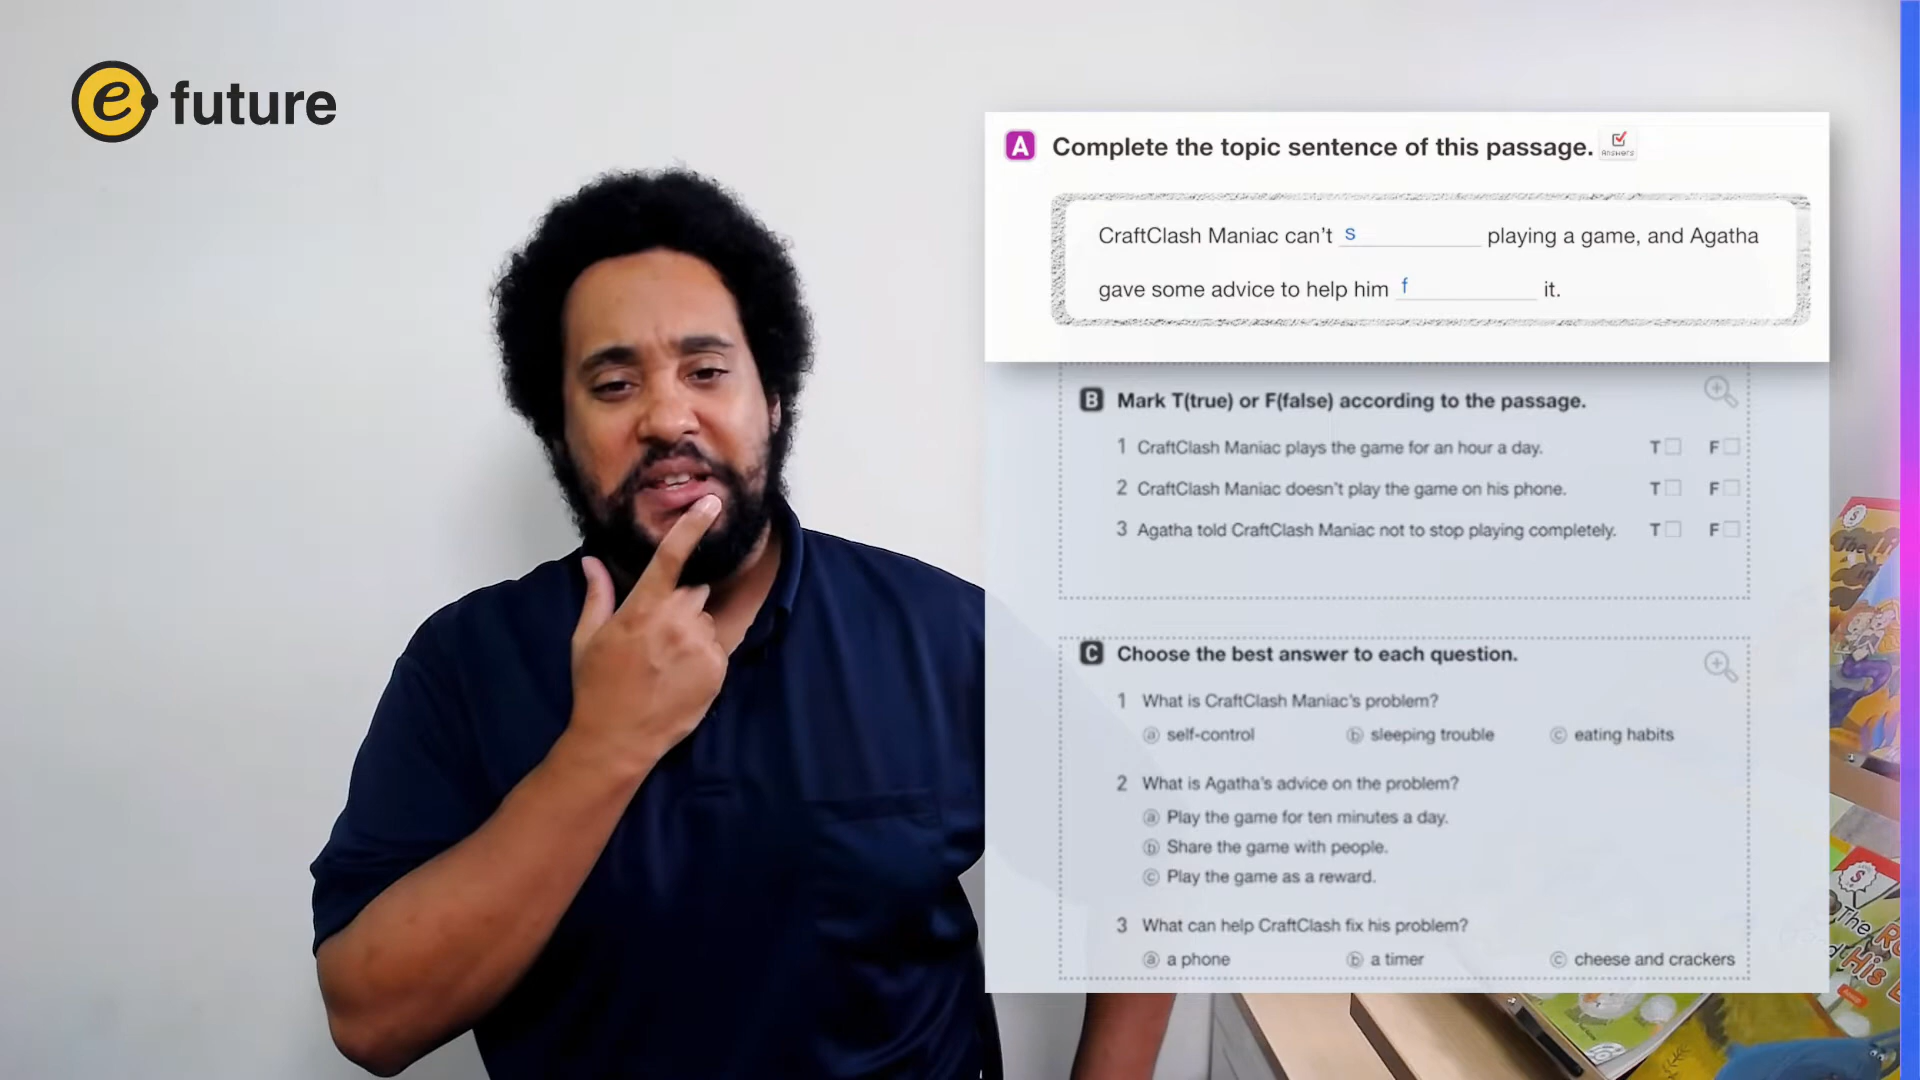 e future
A Complete the topic sentence of this passage.
Answers
CraftClash Maniac can't s__________ playing a game, and Agatha
gave some advice to help him f__________ it.
B Mark T(true) or F(false) according to the passage.
1 CraftClash Maniac plays the game for an hour a day. T F
2 CraftClash Maniac doesn't play the game on his phone. T F
3 Agatha told CraftClash Maniac not to stop playing completely. T F
C Choose the best answer to each question.
1 What is CraftClash Maniac's problem?
ⓐ self-control ⓑ sleeping trouble ⓒ eating habits
2 What is Agatha's advice on the problem?
ⓐ Play the game for ten minutes a day.
ⓑ Share the game with people.
ⓒ Play the game as a reward.
3 What can help CraftClash fix his problem?
ⓐ a phone ⓑ a timer ⓒ cheese and crackers
S
The
in
S
The
His